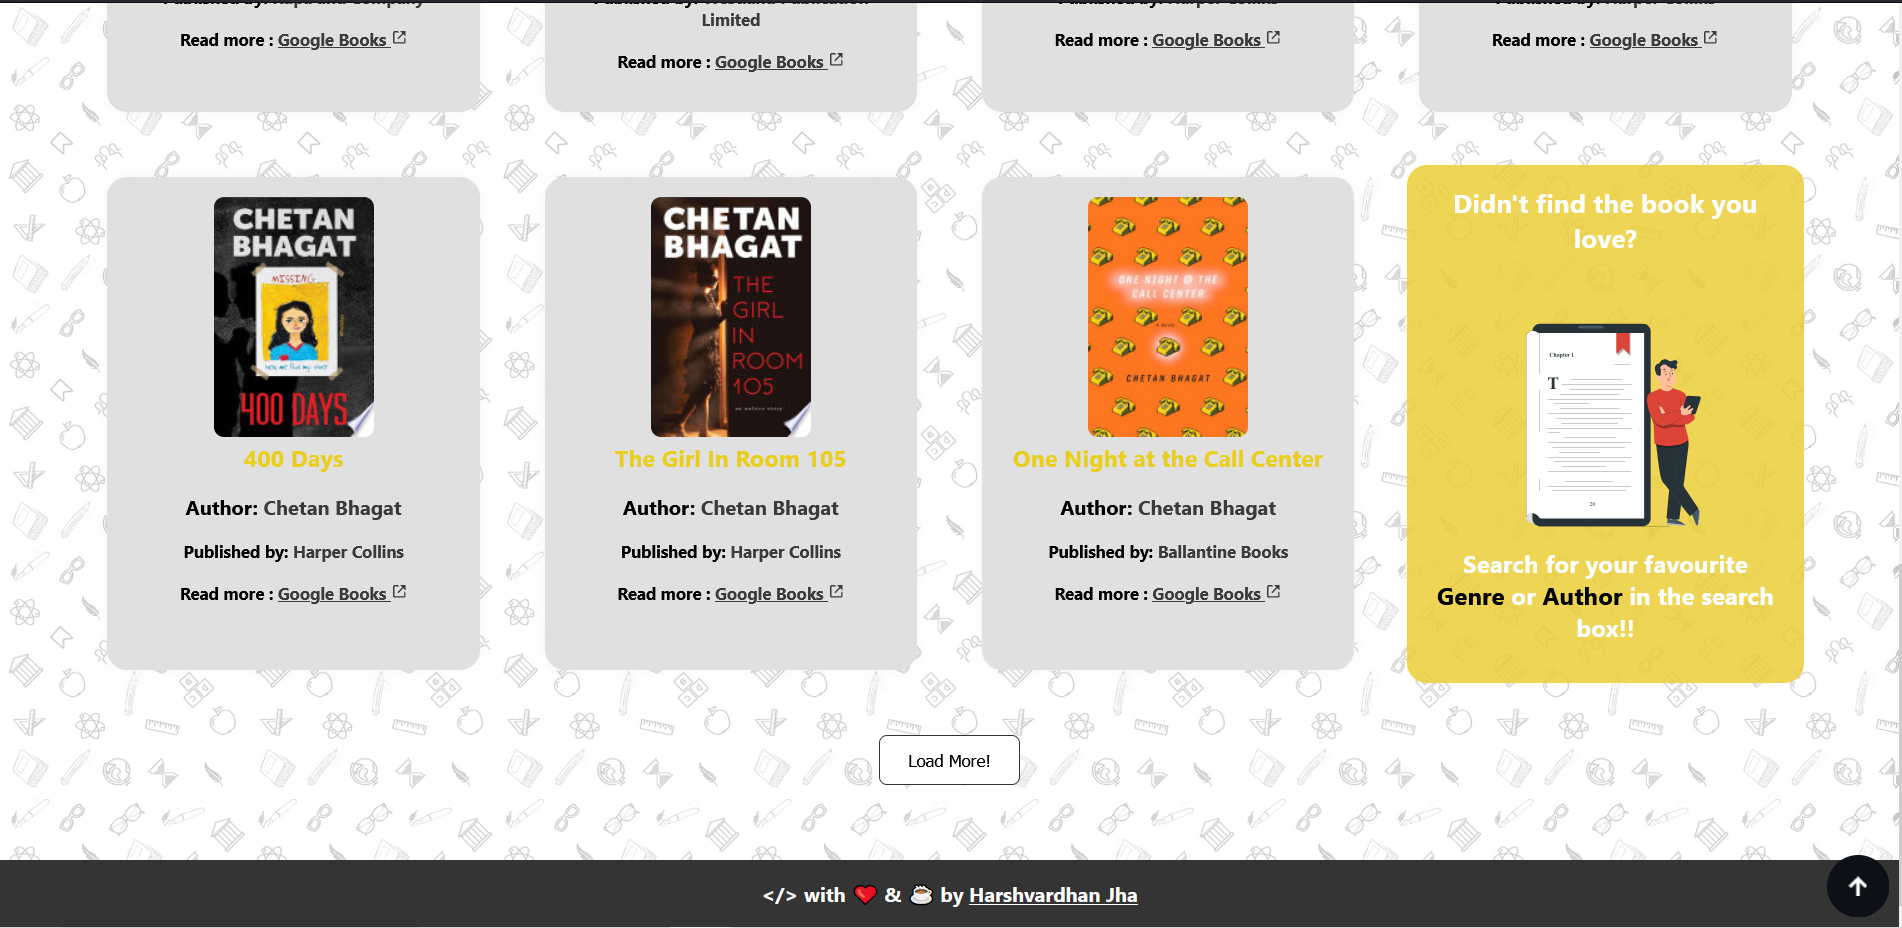 Published by: Rupa and Company
Published by: Westland Publication
Limited
Published by: Harper Collins
Published by: Harper Collins
Read more : Google Books
Read more : Google Books
Read more : Google Books
Read more : Google Books
CHETAN
BHAGAT
MISSING
400 DAYS
400 Days
Author: Chetan Bhagat
Published by: Harper Collins
Read more : Google Books
CHETAN
BHAGAT
THE
GIRL
IN
ROOM
105
an unlove story
The Girl In Room 105
Author: Chetan Bhagat
Published by: Harper Collins
Read more : Google Books
ONE NIGHT @ THE
CALL CENTER
CHETAN BHAGAT
One Night at the Call Center
Author: Chetan Bhagat
Published by: Ballantine Books
Read more : Google Books
Didn't find the book you
love?
Chapter 1
T
20
Search for your favourite
Genre or Author in the search
box!!
Load More!
</> with ❤️ & ☕ by Harshvardhan Jha